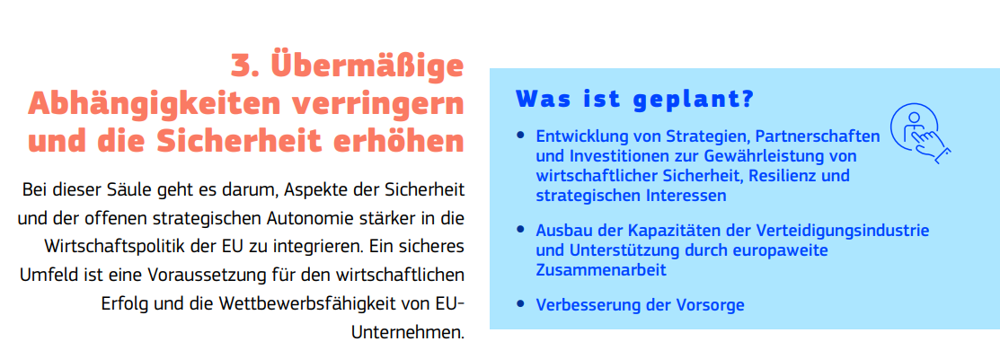 3. Übermäßige
Abhängigkeiten verringern
und die Sicherheit erhöhen
Bei dieser Säule geht es darum, Aspekte der Sicherheit
und der offenen strategischen Autonomie stärker in die
Wirtschaftspolitik der EU zu integrieren. Ein sicheres
Umfeld ist eine Voraussetzung für den wirtschaftlichen
Erfolg und die Wettbewerbsfähigkeit von EU-
Unternehmen.
Was ist geplant?
• Entwicklung von Strategien, Partnerschaften
und Investitionen zur Gewährleistung von
wirtschaftlicher Sicherheit, Resilienz und
strategischen Interessen
• Ausbau der Kapazitäten der Verteidigungsindustrie
und Unterstützung durch europaweite
Zusammenarbeit
• Verbesserung der Vorsorge